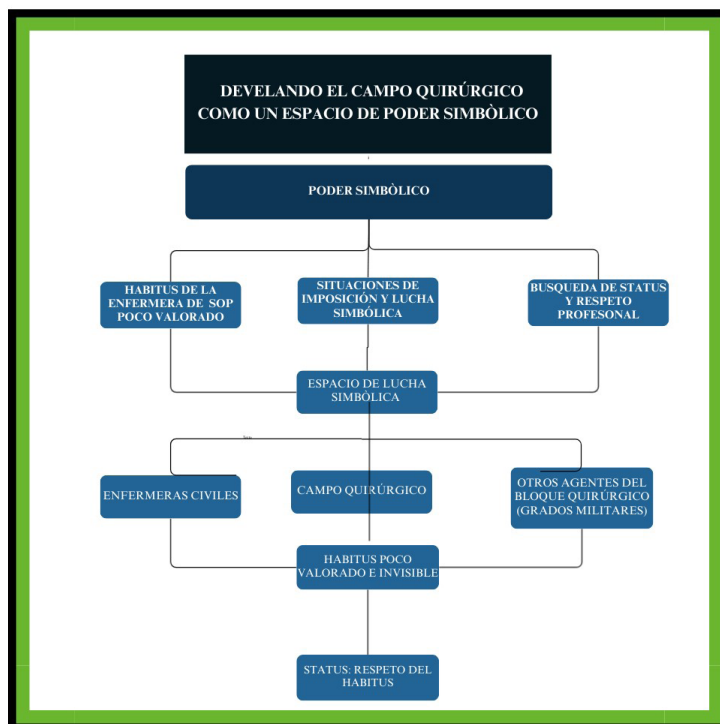 DEVELANDO EL CAMPO QUIRÚRGICO
COMO UN ESPACIO DE PODER SIMBÒLICO
PODER SIMBÒLICO
HABITUS DE LA
ENFERMERA DE SOP
POCO VALORADO
SITUACIONES DE
IMPOSICIÓN Y LUCHA
SIMBÓLICA
BUSQUEDA DE STATUS
Y RESPETO
PROFESIONAL
ESPACIO DE LUCHA
SIMBÒLICA
ENFERMERAS CIVILES
CAMPO QUIRÚRGICO
OTROS AGENTES DEL
BLOQUE QUIRÚRGICO
(GRADOS MILITARES)
HABITUS POCO
VALORADO E INVISIBLE
STATUS: RESPETO DEL
HABITUS